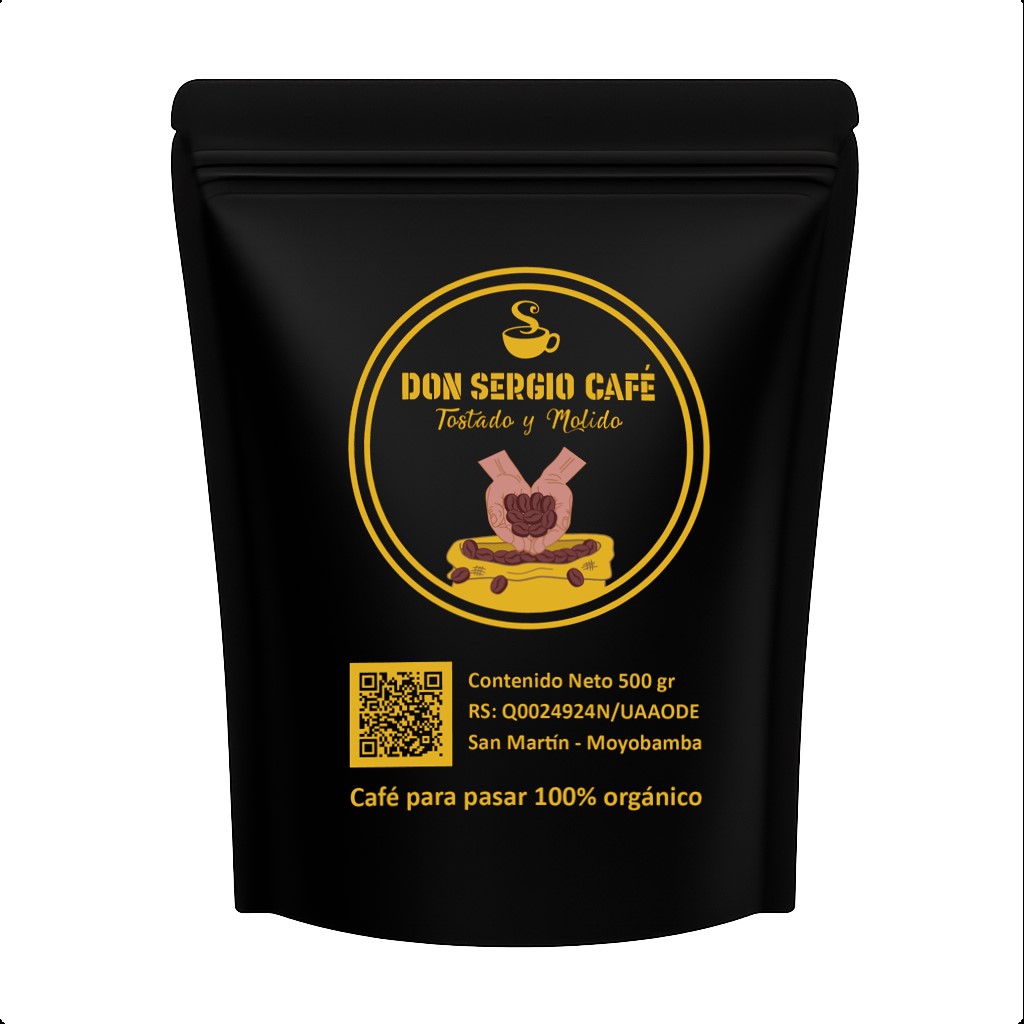 DON SERGIO CAFÉ
Tostado y Molido
Contenido Neto 500 gr
RS: Q0024924N/UAAODE
San Martín - Moyobamba
Café para pasar 100% orgánico